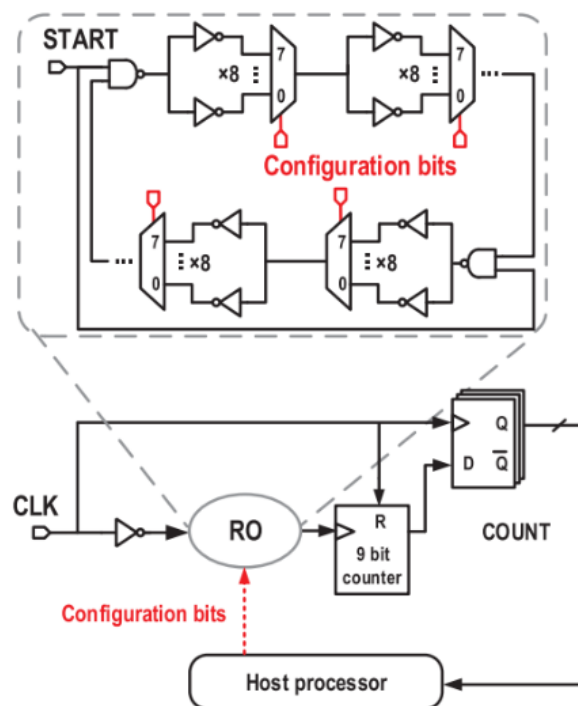 START
7
×8 ⋮
0
7
×8 ⋮
0
...
Configuration bits
...
7
⋮ ×8
0
7
⋮ ×8
0
CLK
RO
R
9 bit
counter
Q
D Q̅
COUNT
Configuration bits
Host processor